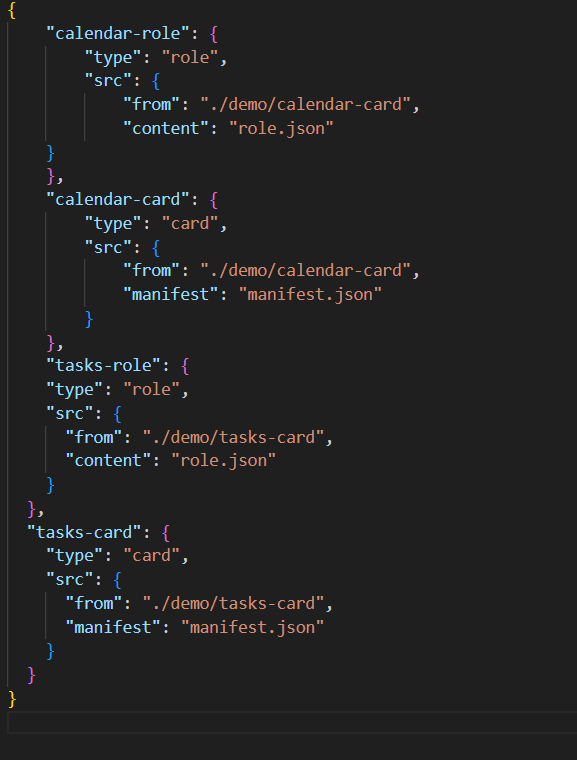 {
    "calendar-role": {
        "type": "role",
        "src": {
            "from": "./demo/calendar-card",
            "content": "role.json"
    }
    },
    "calendar-card": {
        "type": "card",
        "src": {
            "from": "./demo/calendar-card",
            "manifest": "manifest.json"
        }
    },
    "tasks-role": {
    "type": "role",
    "src": {
      "from": "./demo/tasks-card",
      "content": "role.json"
    }
  },
  "tasks-card": {
    "type": "card",
    "src": {
      "from": "./demo/tasks-card",
      "manifest": "manifest.json"
    }
  }
}